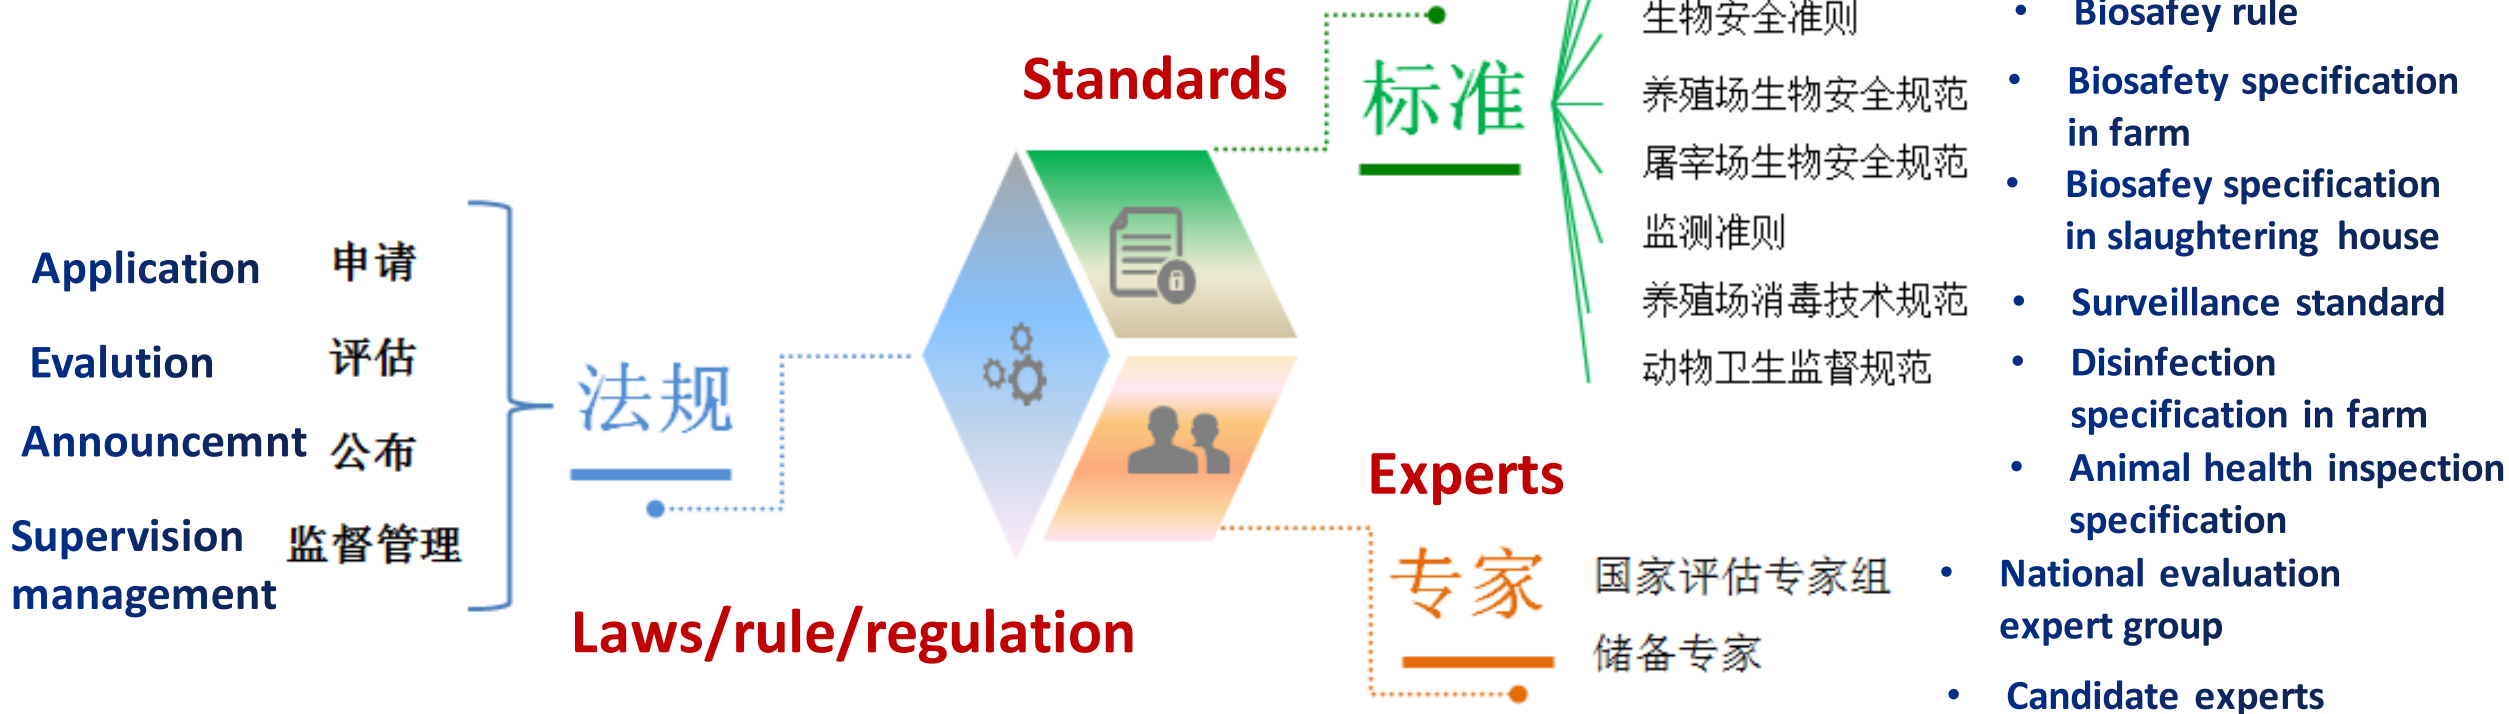 Application
申请
Evalution
评估
Announcemnt
公布
Supervision
management
监督管理
法规
Laws/rule/regulation
Standards
标准
生物安全准则
养殖场生物安全规范
屠宰场生物安全规范
监测准则
养殖场消毒技术规范
动物卫生监督规范
• Biosafey rule
• Biosafety specification
in farm
• Biosafey specification
in slaughtering house
• Surveillance standard
• Disinfection
specification in farm
• Animal health inspection
specification
Experts
专家
国家评估专家组
储备专家
• National evaluation
expert group
• Candidate experts